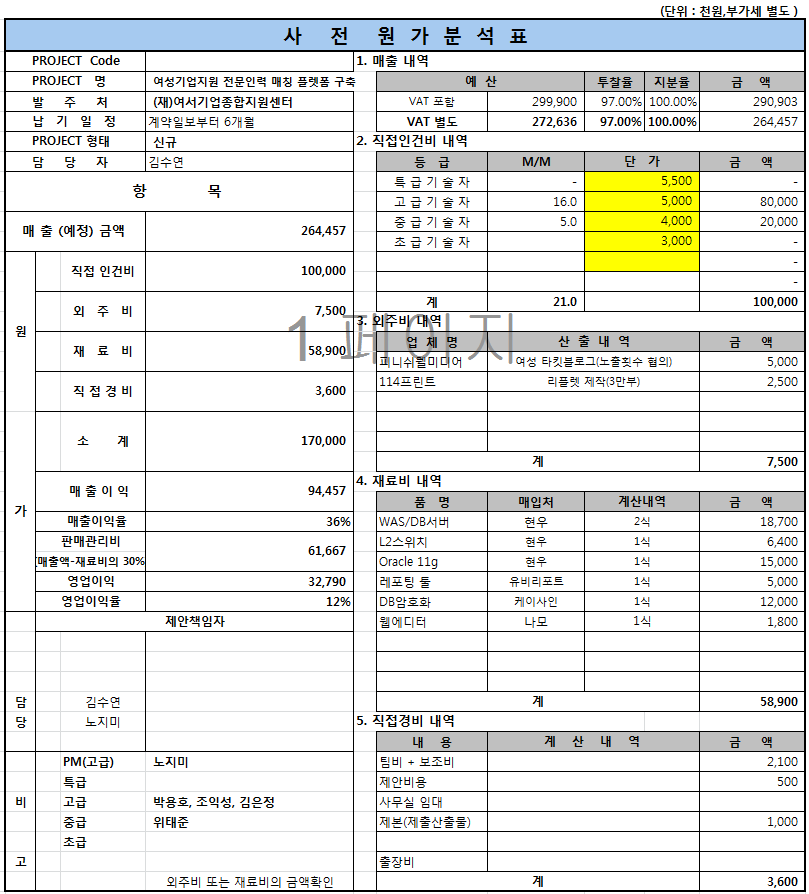 (단위 : 천원,부가세 별도 )
사 전 원 가 분 석 표
PROJECT Code
1. 매출 내역
PROJECT 명 여성기업지원 전문인력 매칭 플렛폼 구축
예 산 투찰율 지분율 금 액
발 주 처 (재)여서기업종합지원센터
VAT 포함 299,900 97.00% 100.00% 290,903
납 기 일 정 계약일보부터 6개월
VAT 별도 272,636 97.00% 100.00% 264,457
PROJECT 형태 신규
2. 직접인건비 내역
담 당 자 김수연
등 급 M/M 단 가 금 액
항 목
특 급 기 술 자 - 5,500 -
고 급 기 술 자 16.0 5,000 80,000
매 출 (예정) 금액 264,457
중 급 기 술 자 5.0 4,000 20,000
초 급 기 술 자 3,000 -
-
직접 인건비 100,000
-
외 주 비 7,500
계 21.0 100,000
3. 외주비 내역
원
1 페이지
재 료 비 58,900
업 체 명 산 출 내 역 금 액
피니쉬웰미디어 여성 타킷블로그(노출횟수 협의) 5,000
직 접 경 비 3,600
114프린트 리플렛 제작(3만부) 2,500
소 계 170,000
계 7,500
매 출 이 익 94,457
4. 재료비 내역
품 명 매입처 계산내역 금 액
가
매출이익률 36%
WAS/DB서버 현우 2식 18,700
판매관리비 61,667
L2스위치 현우 1식 6,400
(매출액-재료비의 30%
Oracle 11g 현우 1식 15,000
영업이익 32,790
레포팅 툴 유비리포트 1식 5,000
영업이익률 12%
DB암호화 케이사인 1식 12,000
제안책임자
웹에디터 나모 1식 1,800
담 김수연
계 58,900
당 노지미
5. 직접경비 내역
내 용 계 산 내 역 금 액
PM(고급) 노지미
팀비 + 보조비 2,100
특급
제안비용 500
비 고급 박용호, 조익성, 김은정
사무실 임대
중급 위태준
제본(제출산출물) 1,000
초급
고
출장비
외주비 또는 재료비의 금액확인
계 3,600